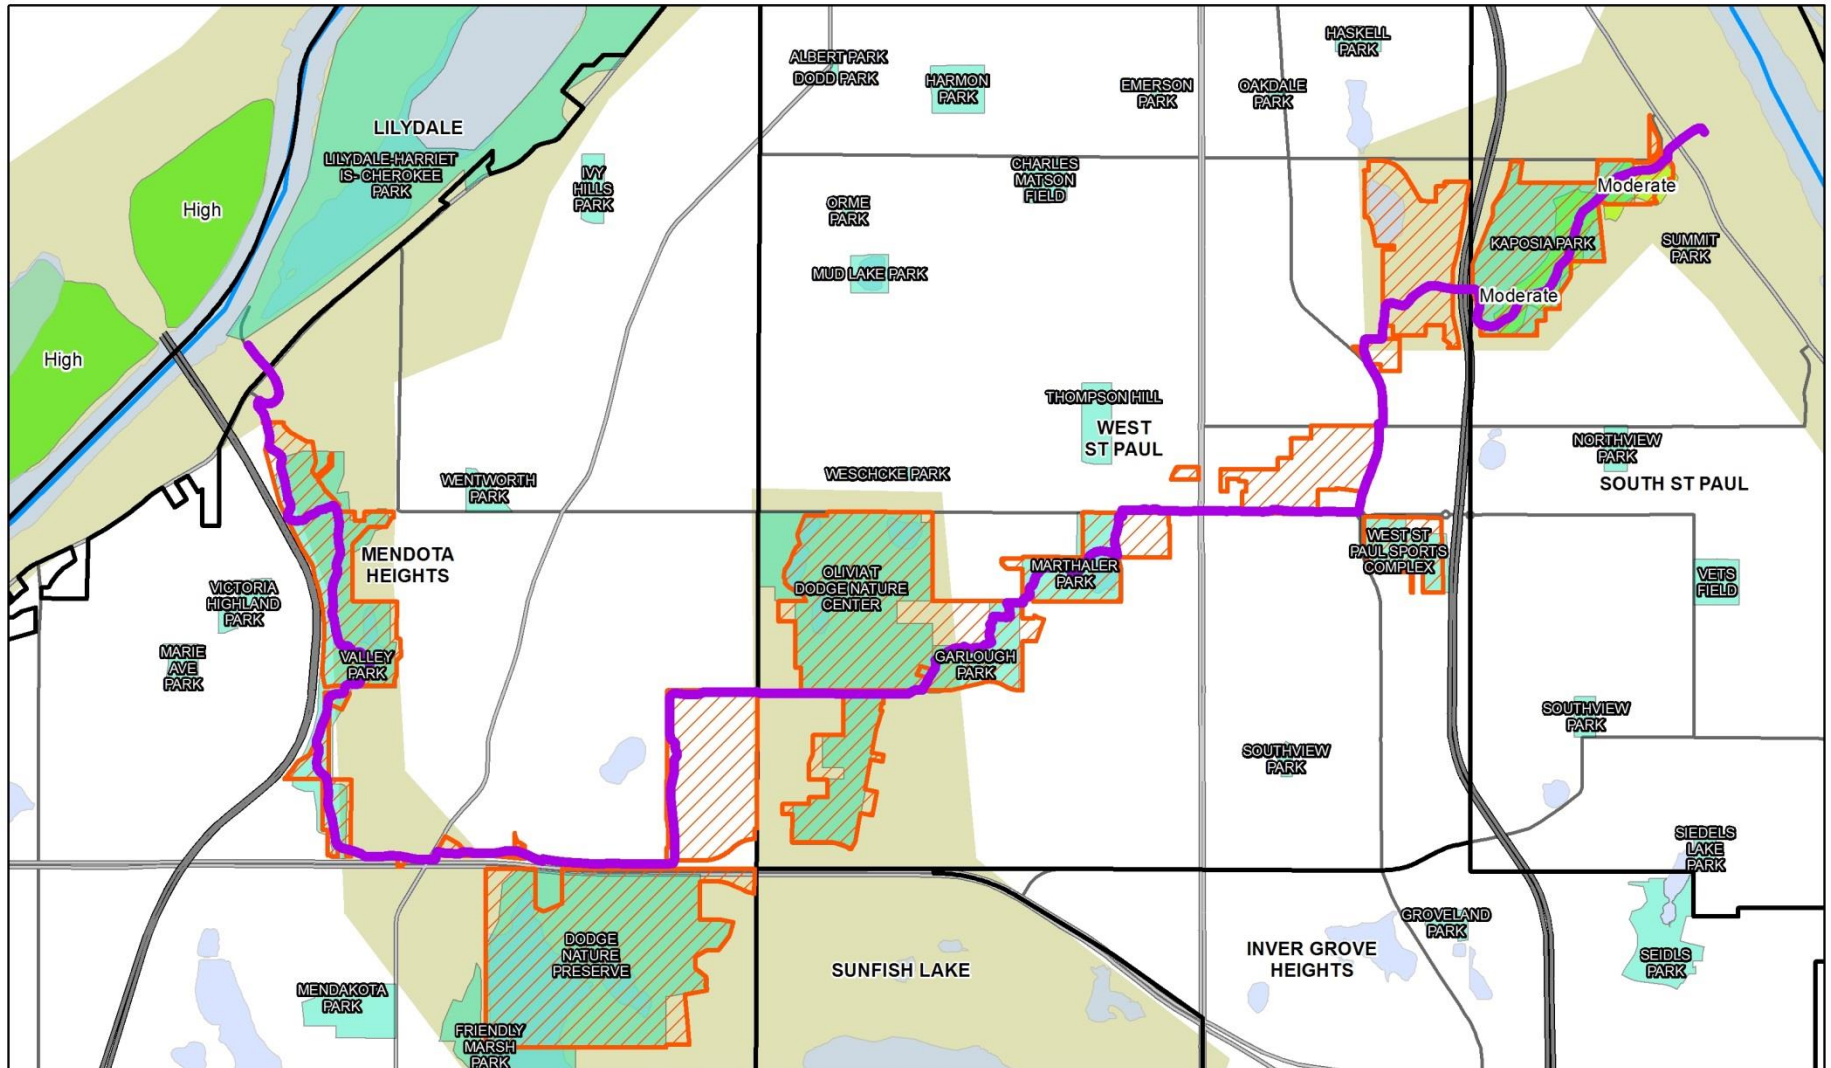 HASKELL
PARK
ALBERT PARK
DODD PARK
HARMON
PARK
EMERSON
PARK
OAKDALE
PARK
LILYDALE
LILYDALE-HARRIET
IS- CHEROKEE
PARK
IVY
HILLS
PARK
CHARLES
MATSON
FIELD
Moderate
High
ORME
PARK
KAPOSIA PARK
SUMMIT
PARK
MUD LAKE PARK
Moderate
High
THOMPSON HILL
WEST
ST PAUL
NORTHVIEW
PARK
WENTWORTH
PARK
WESCHCKE PARK
SOUTH ST PAUL
MENDOTA
HEIGHTS
WEST ST
PAUL SPORTS
COMPLEX
VICTORIA
HIGHLAND
PARK
OLIVIA T
DODGE NATURE
CENTER
MARTHALER
PARK
VETS
FIELD
MARIE
AVE
PARK
VALLEY
PARK
GARLOUGH
PARK
SOUTHVIEW
PARK
SOUTHVIEW
PARK
SIEDELS
LAKE
PARK
GROVELAND
PARK
DODGE
NATURE
PRESERVE
SUNFISH LAKE
INVER GROVE
HEIGHTS
SEIDLS
PARK
MENDAKOTA
PARK
FRIENDLY
MARSH
PARK